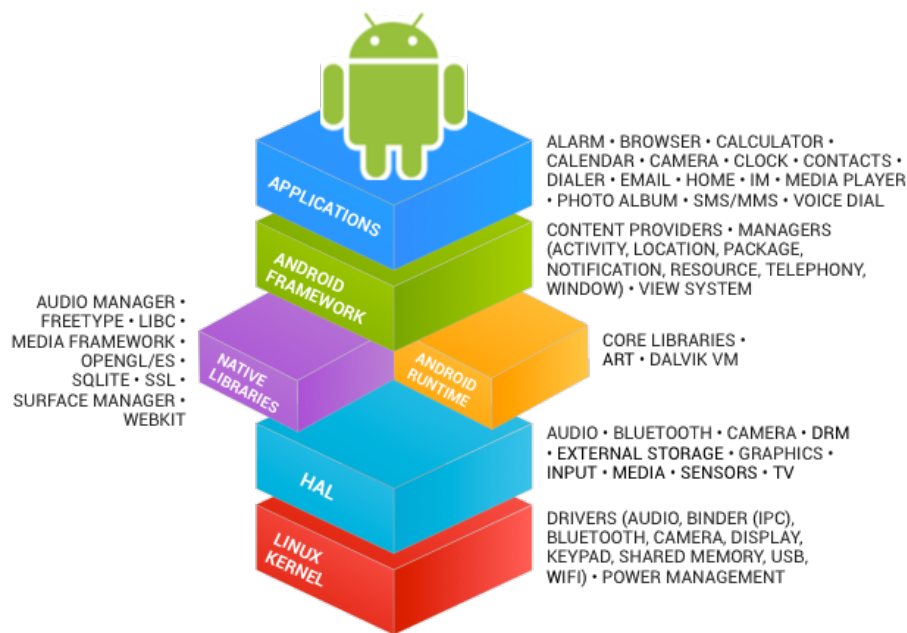 APPLICATIONS
ALARM • BROWSER • CALCULATOR •
CALENDAR • CAMERA • CLOCK • CONTACTS •
DIALER • EMAIL • HOME • IM • MEDIA PLAYER
• PHOTO ALBUM • SMS/MMS • VOICE DIAL
ANDROID
FRAMEWORK
CONTENT PROVIDERS • MANAGERS
(ACTIVITY, LOCATION, PACKAGE,
NOTIFICATION, RESOURCE, TELEPHONY,
WINDOW) • VIEW SYSTEM
AUDIO MANAGER •
FREETYPE • LIBC •
MEDIA FRAMEWORK •
OPENGL/ES •
SQLITE • SSL •
SURFACE MANAGER •
WEBKIT
NATIVE
LIBRARIES
ANDROID
RUNTIME
CORE LIBRARIES •
ART • DALVIK VM
HAL
AUDIO • BLUETOOTH • CAMERA • DRM
• EXTERNAL STORAGE • GRAPHICS •
INPUT • MEDIA • SENSORS • TV
LINUX
KERNEL
DRIVERS (AUDIO, BINDER (IPC),
BLUETOOTH, CAMERA, DISPLAY,
KEYPAD, SHARED MEMORY, USB,
WIFI) • POWER MANAGEMENT